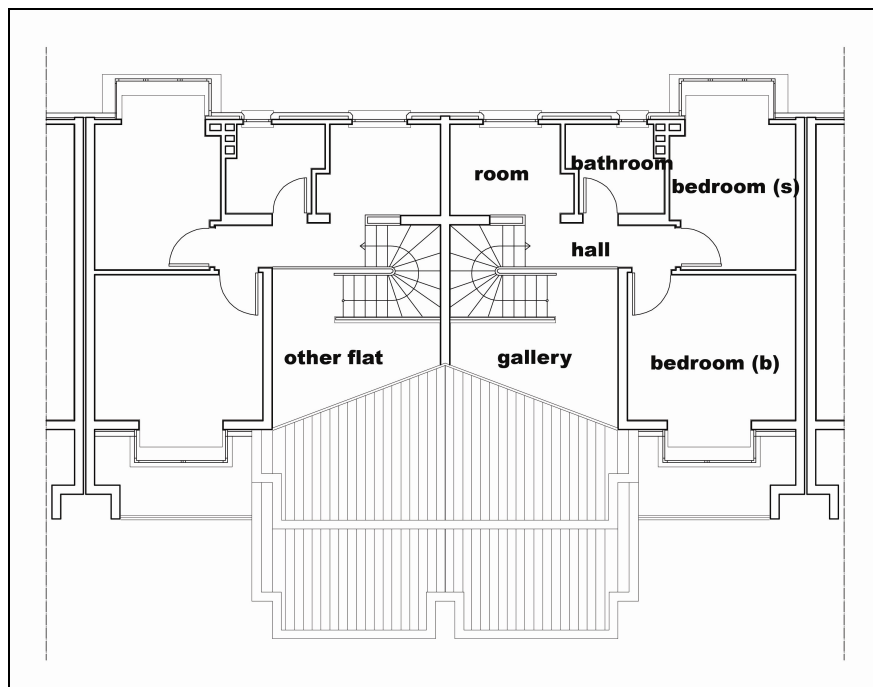 bathroom
room
bedroom (s)
hall
other flat
gallery
bedroom (b)